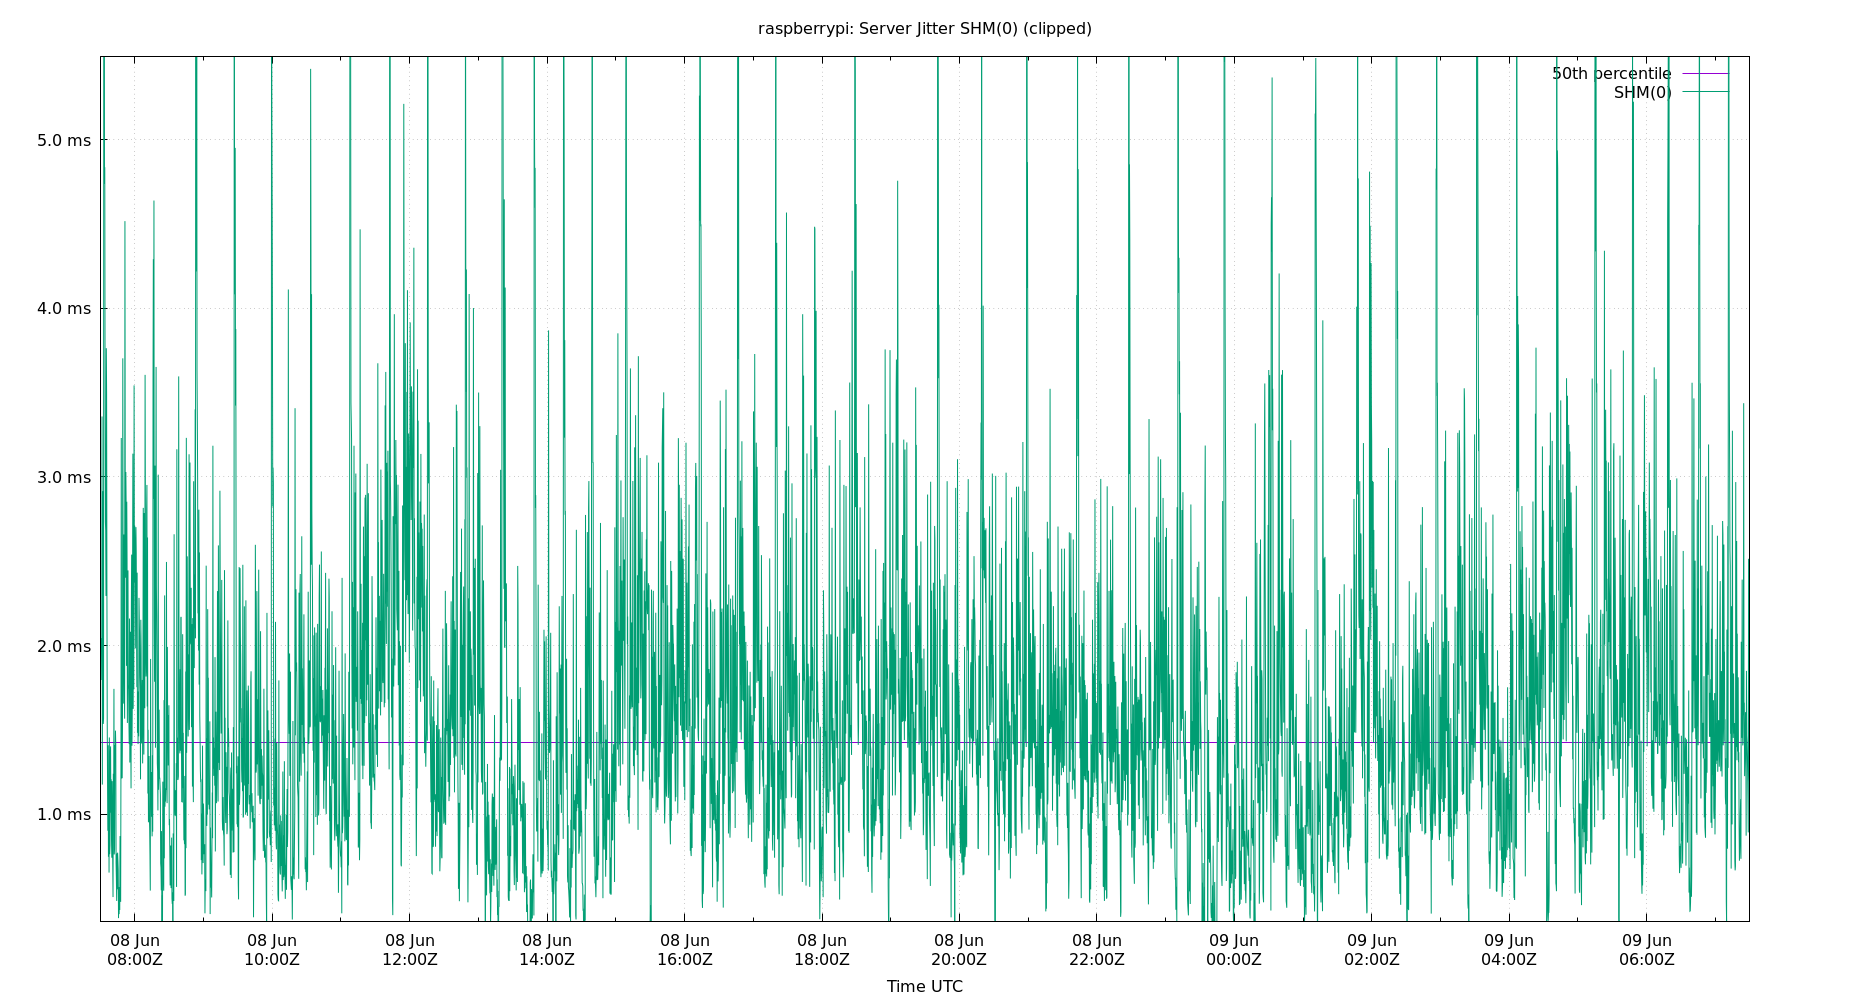 raspberrypi: Server Jitter SHM(0) (clipped)
50th percentile
SHM(0)
5.0 ms
4.0 ms
3.0 ms
2.0 ms
1.0 ms
08 Jun 08 Jun 08 Jun 08 Jun 08 Jun 08 Jun 08 Jun 08 Jun 09 Jun 09 Jun 09 Jun 09 Jun
08:00Z 10:00Z 12:00Z 14:00Z 16:00Z 18:00Z 20:00Z 22:00Z 00:00Z 02:00Z 04:00Z 06:00Z
Time UTC